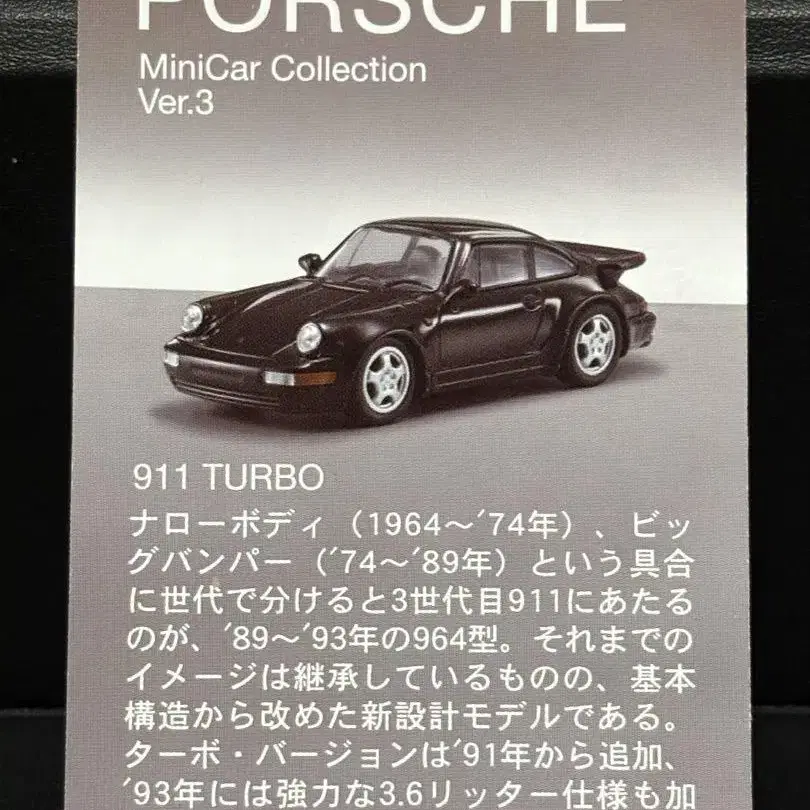 PORSCHE
MiniCar Collection
Ver.3
911 TURBO
ナローボディ（1964〜'74年）、ビッ
グバンパー（'74〜'89年）という具合
に世代で分けると3世代目911にあたる
のが、'89〜'93年の964型。それまでの
イメージは継承しているものの、基本
構造から改めた新設計モデルである。
ターボ・バージョンは'91年から追加、
'93年には強力な3.6リッター仕様も加